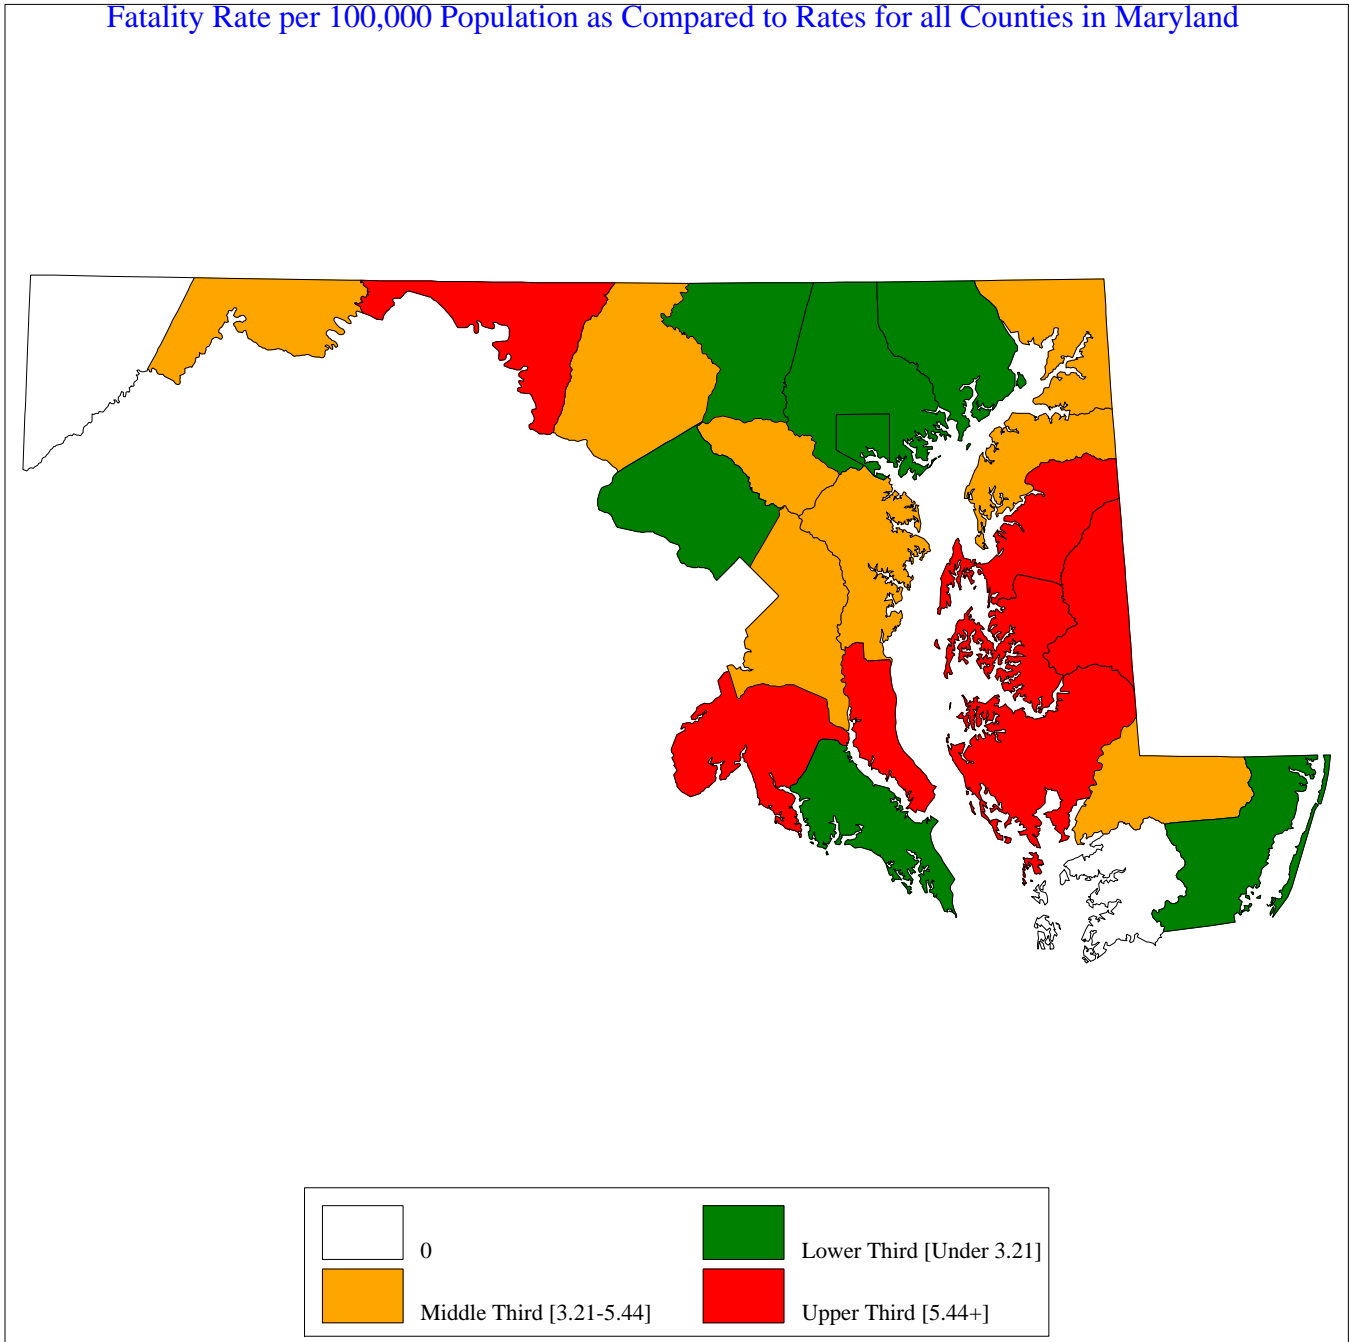 Fatality Rate per 100,000 Population as Compared to Rates for all Counties in Maryland
0
Lower Third [Under 3.21]
Middle Third [3.21-5.44]
Upper Third [5.44+]